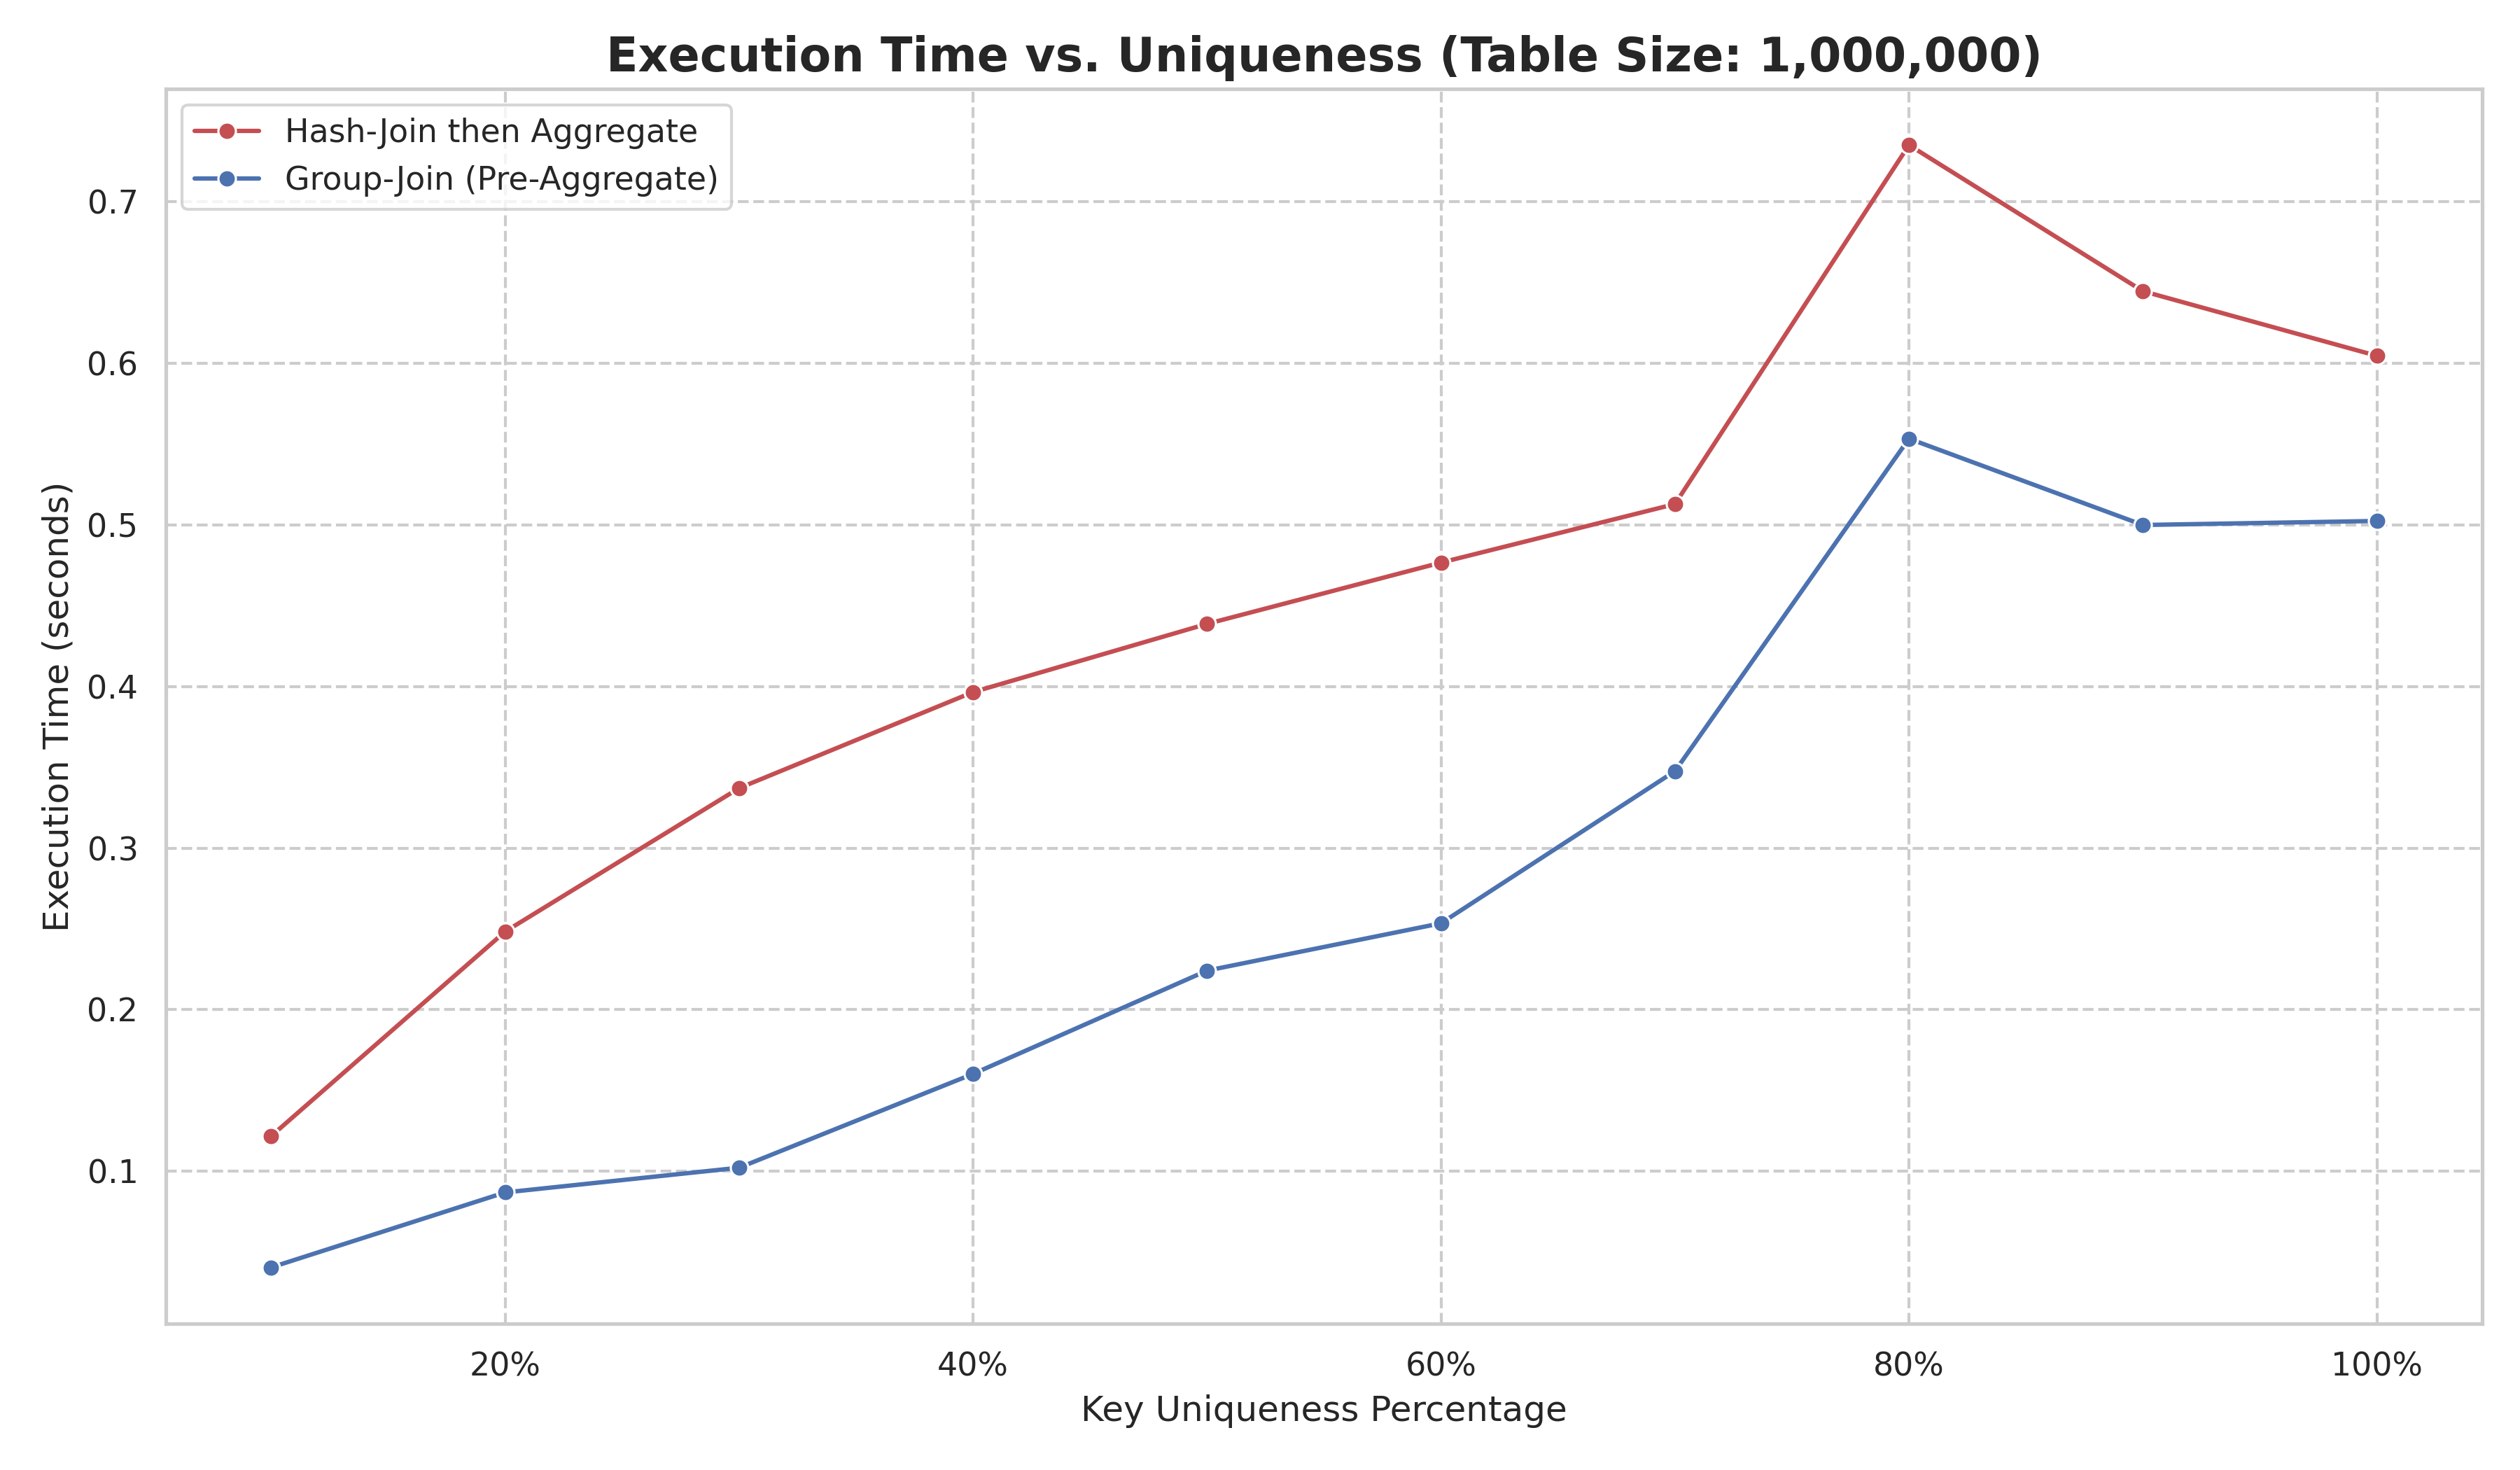 Execution Time vs. Uniqueness (Table Size: 1,000,000)
Hash-Join then Aggregate
Group-Join (Pre-Aggregate)
Execution Time (seconds)
0.7
0.6
0.5
0.4
0.3
0.2
0.1
20% 40% 60% 80% 100%
Key Uniqueness Percentage